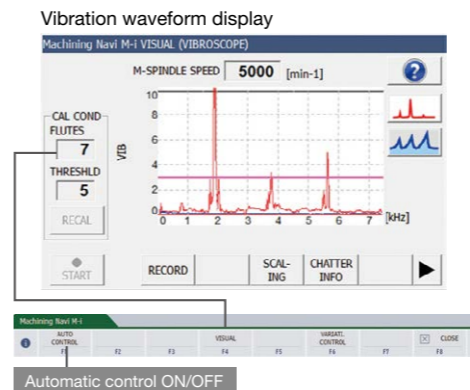 Vibration waveform display
Machining Navi M-i VISUAL (VIBROSCOPE)
M-SPINDLE SPEED 5000 [min-1]
?
CAL COND
FLUTES
7
THRESHLD
5
RECAL
VIB
10
8
6
4
2
0
0 1 2 3 4 5 6 7 [kHz]
START
RECORD
SCAL-
ING
CHATTER
INFO
Machining Navi M-i
i
AUTO
CONTROL
VISUAL
VARIATI.
CONTROL
CLOSE
F1 F2 F3 F4 F5 F6 F7 F8
Automatic control ON/OFF